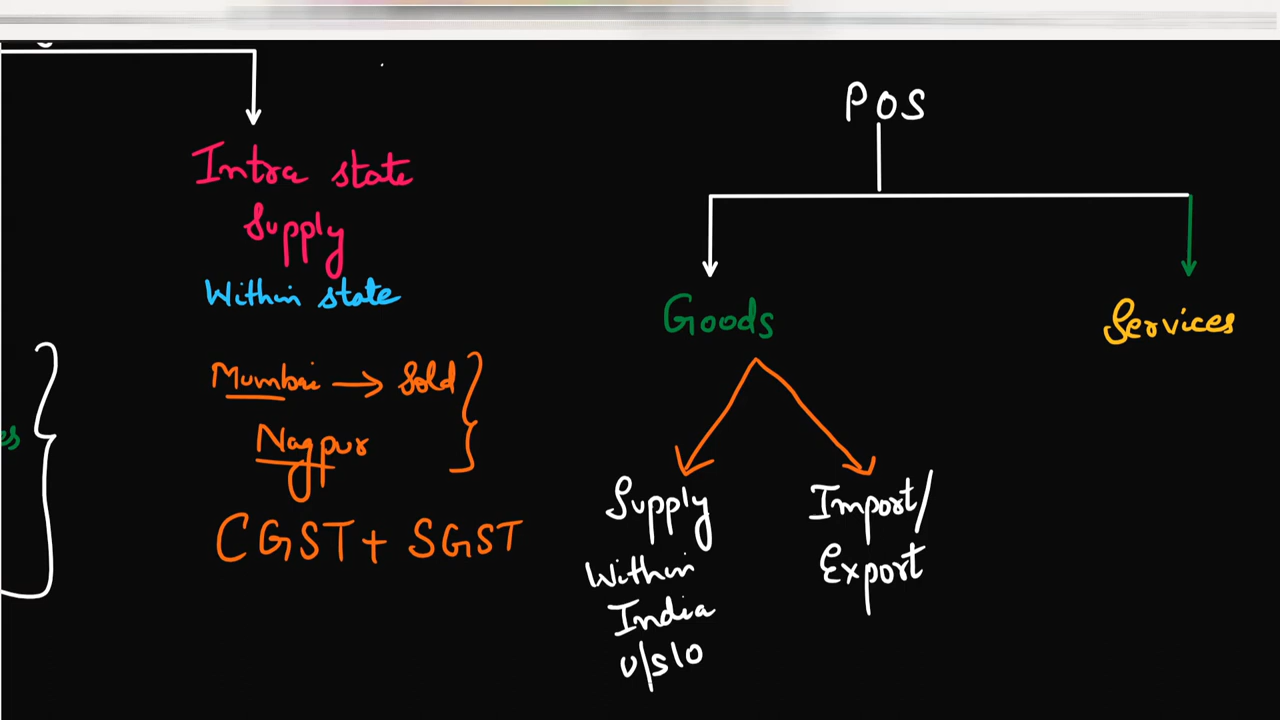 Intra state
Supply
Within state
Mumbai → Sold
Nagpur
CGST + SGST
POS
Goods
Services
Supply
Within
India
u/s 10
Import/
Export